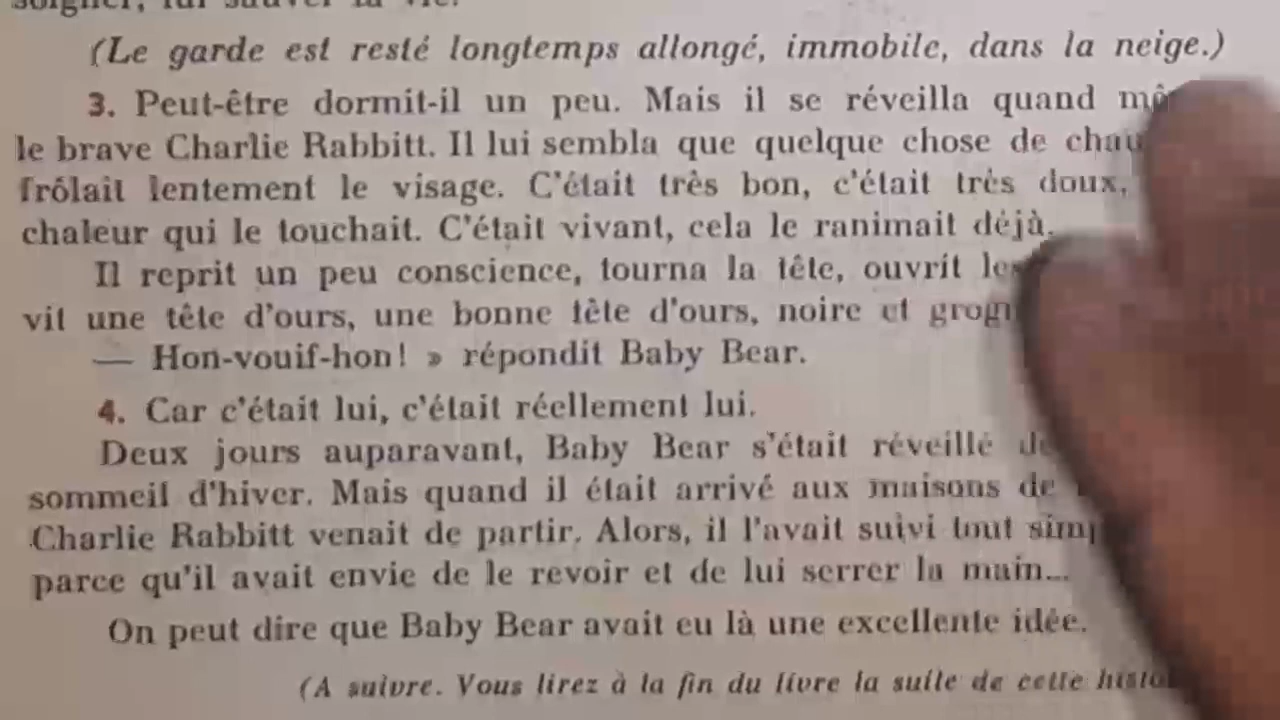 soigner, lui sauver la vie.
(Le garde est resté longtemps allongé, immobile, dans la neige.)
3. Peut-être dormit-il un peu. Mais il se réveilla quand
le brave Charlie Rabbitt. Il lui sembla que quelque chose de
frôlait lentement le visage. C'était très bon, c'était très doux,
chaleur qui le touchait. C'était vivant, cela le ranimait déjà.
Il reprit un peu conscience, tourna la tête, ouvrit
vit une tête d'ours, une bonne tête d'ours, noire et
— Hon-vouif-hon! » répondit Baby Bear.
4. Car c'était lui, c'était réellement lui.
Deux jours auparavant, Baby Bear s'était réveillé
sommeil d'hiver. Mais quand il était arrivé aux maisons de
Charlie Rabbitt venait de partir. Alors, il l'avait suivi tout
parce qu'il avait envie de le revoir et de lui serrer la main...
On peut dire que Baby Bear avait eu là une excellente idée.
(A suivre. Vous lirez à la fin du livre la suite de cette